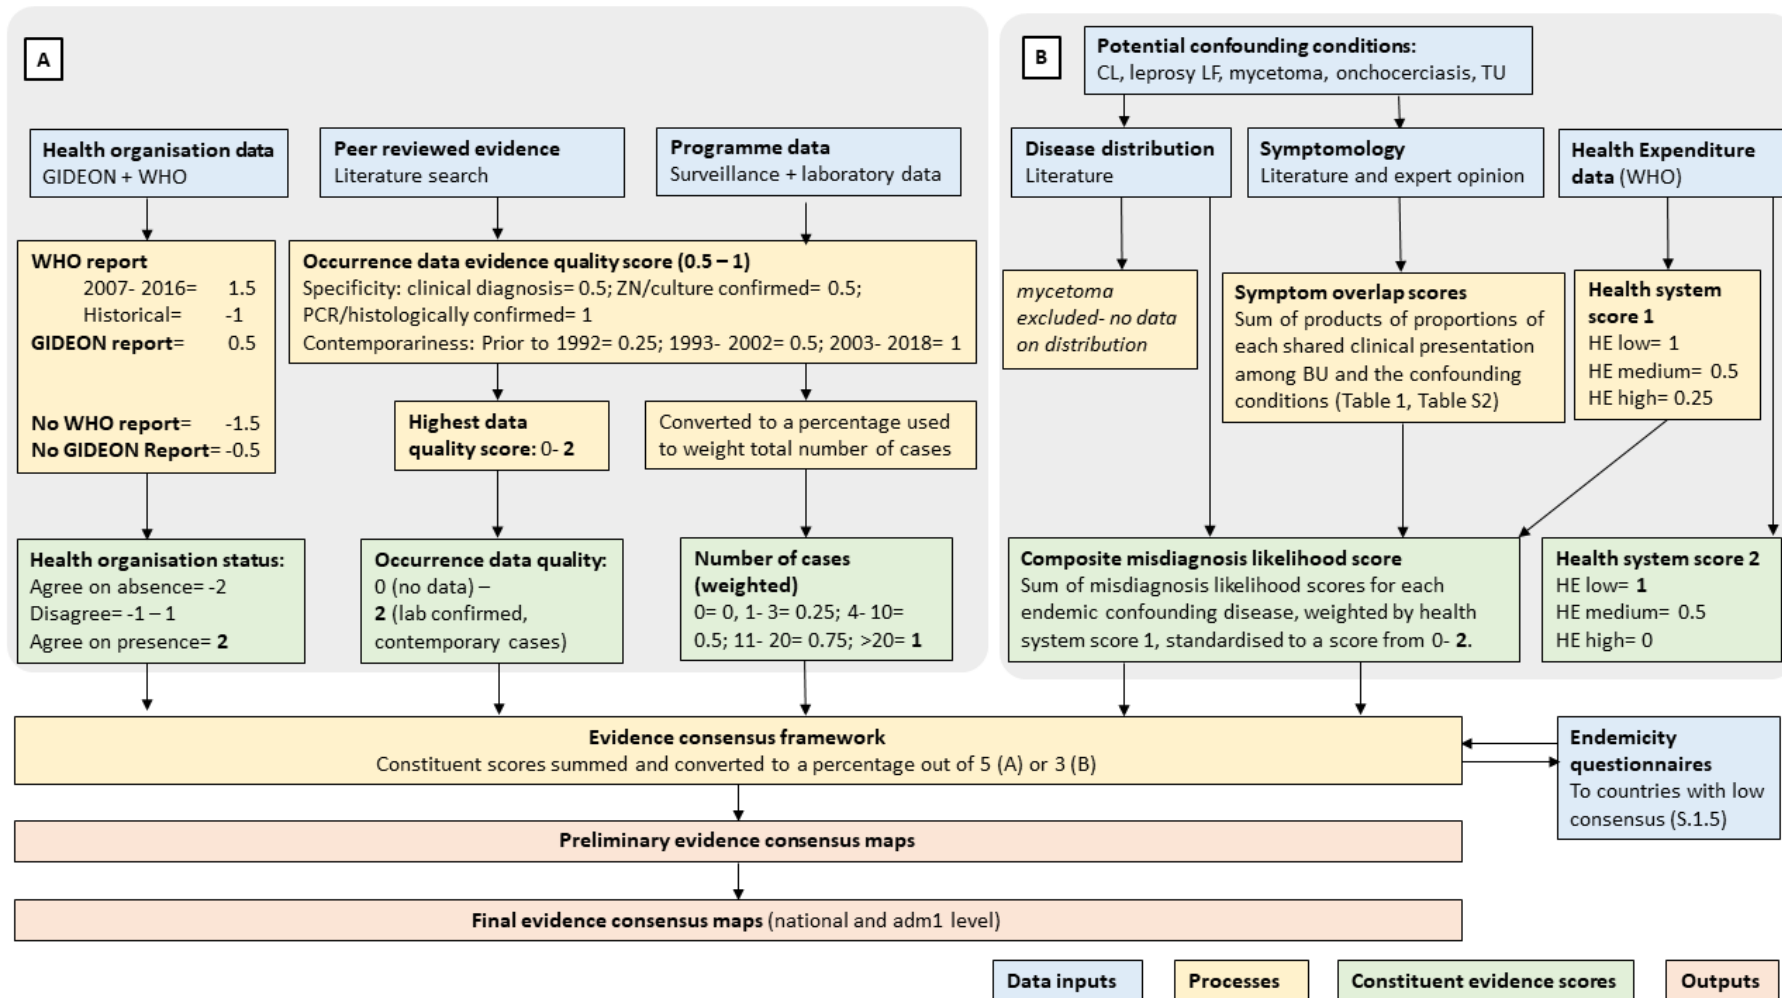 A
Health organisation data
GIDEON + WHO
Peer reviewed evidence
Literature search
Programme data
Surveillance + laboratory data
WHO report
2007- 2016= 1.5
Historical= -1
GIDEON report= 0.5
No WHO report= -1.5
No GIDEON Report= -0.5
Occurrence data evidence quality score (0.5 – 1)
Specificity: clinical diagnosis= 0.5; ZN/culture confirmed= 0.5;
PCR/histologically confirmed= 1
Contemporariness: Prior to 1992= 0.25; 1993- 2002= 0.5; 2003- 2018= 1
Highest data
quality score: 0- 2
Converted to a percentage used
to weight total number of cases
Health organisation status:
Agree on absence= -2
Disagree= -1 – 1
Agree on presence= 2
Occurrence data quality:
0 (no data) –
2 (lab confirmed,
contemporary cases)
Number of cases
(weighted)
0= 0, 1- 3= 0.25; 4- 10=
0.5; 11- 20= 0.75; >20= 1
B
Potential confounding conditions:
CL, leprosy LF, mycetoma, onchocerciasis, TU
Disease distribution
Literature
Symptomology
Literature and expert opinion
Health Expenditure
data (WHO)
mycetoma
excluded- no data
on distribution
Symptom overlap scores
Sum of products of proportions of
each shared clinical presentation
among BU and the confounding
conditions (Table 1, Table S2)
Health system
score 1
HE low= 1
HE medium= 0.5
HE high= 0.25
Composite misdiagnosis likelihood score
Sum of misdiagnosis likelihood scores for each
endemic confounding disease, weighted by health
system score 1, standardised to a score from 0- 2.
Health system score 2
HE low= 1
HE medium= 0.5
HE high= 0
Evidence consensus framework
Constituent scores summed and converted to a percentage out of 5 (A) or 3 (B)
Endemicity
questionnaires
To countries with low
consensus (S.1.5)
Preliminary evidence consensus maps
Final evidence consensus maps (national and adm1 level)
Data inputs
Processes
Constituent evidence scores
Outputs